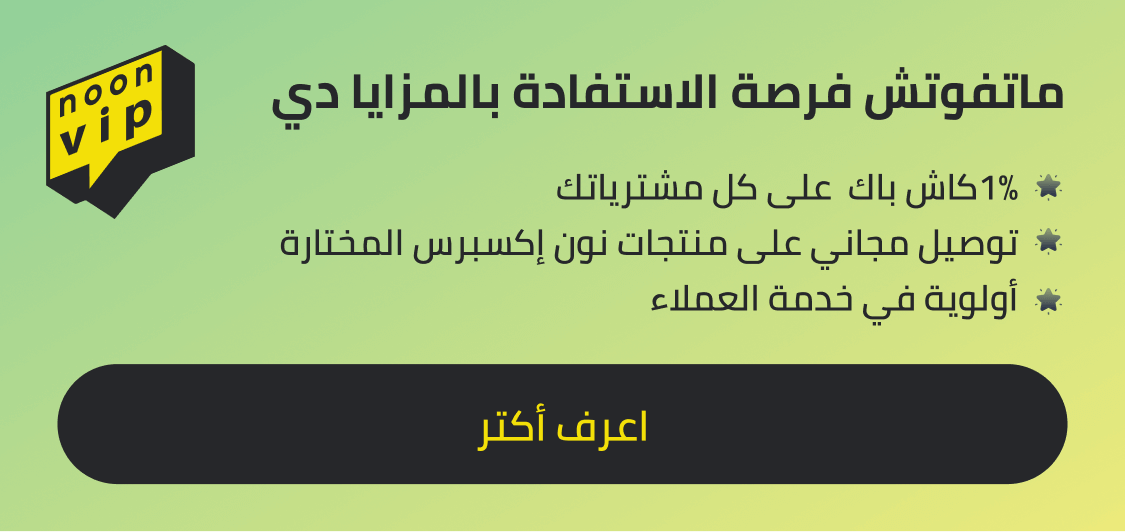 noon
vip
ماتفوتش فرصة الاستفادة بالمزايا دي
1%كاش باك على كل مشترياتك
توصيل مجاني على منتجات نون إكسبرس المختارة
أولوية في خدمة العملاء
اعرف أكتر